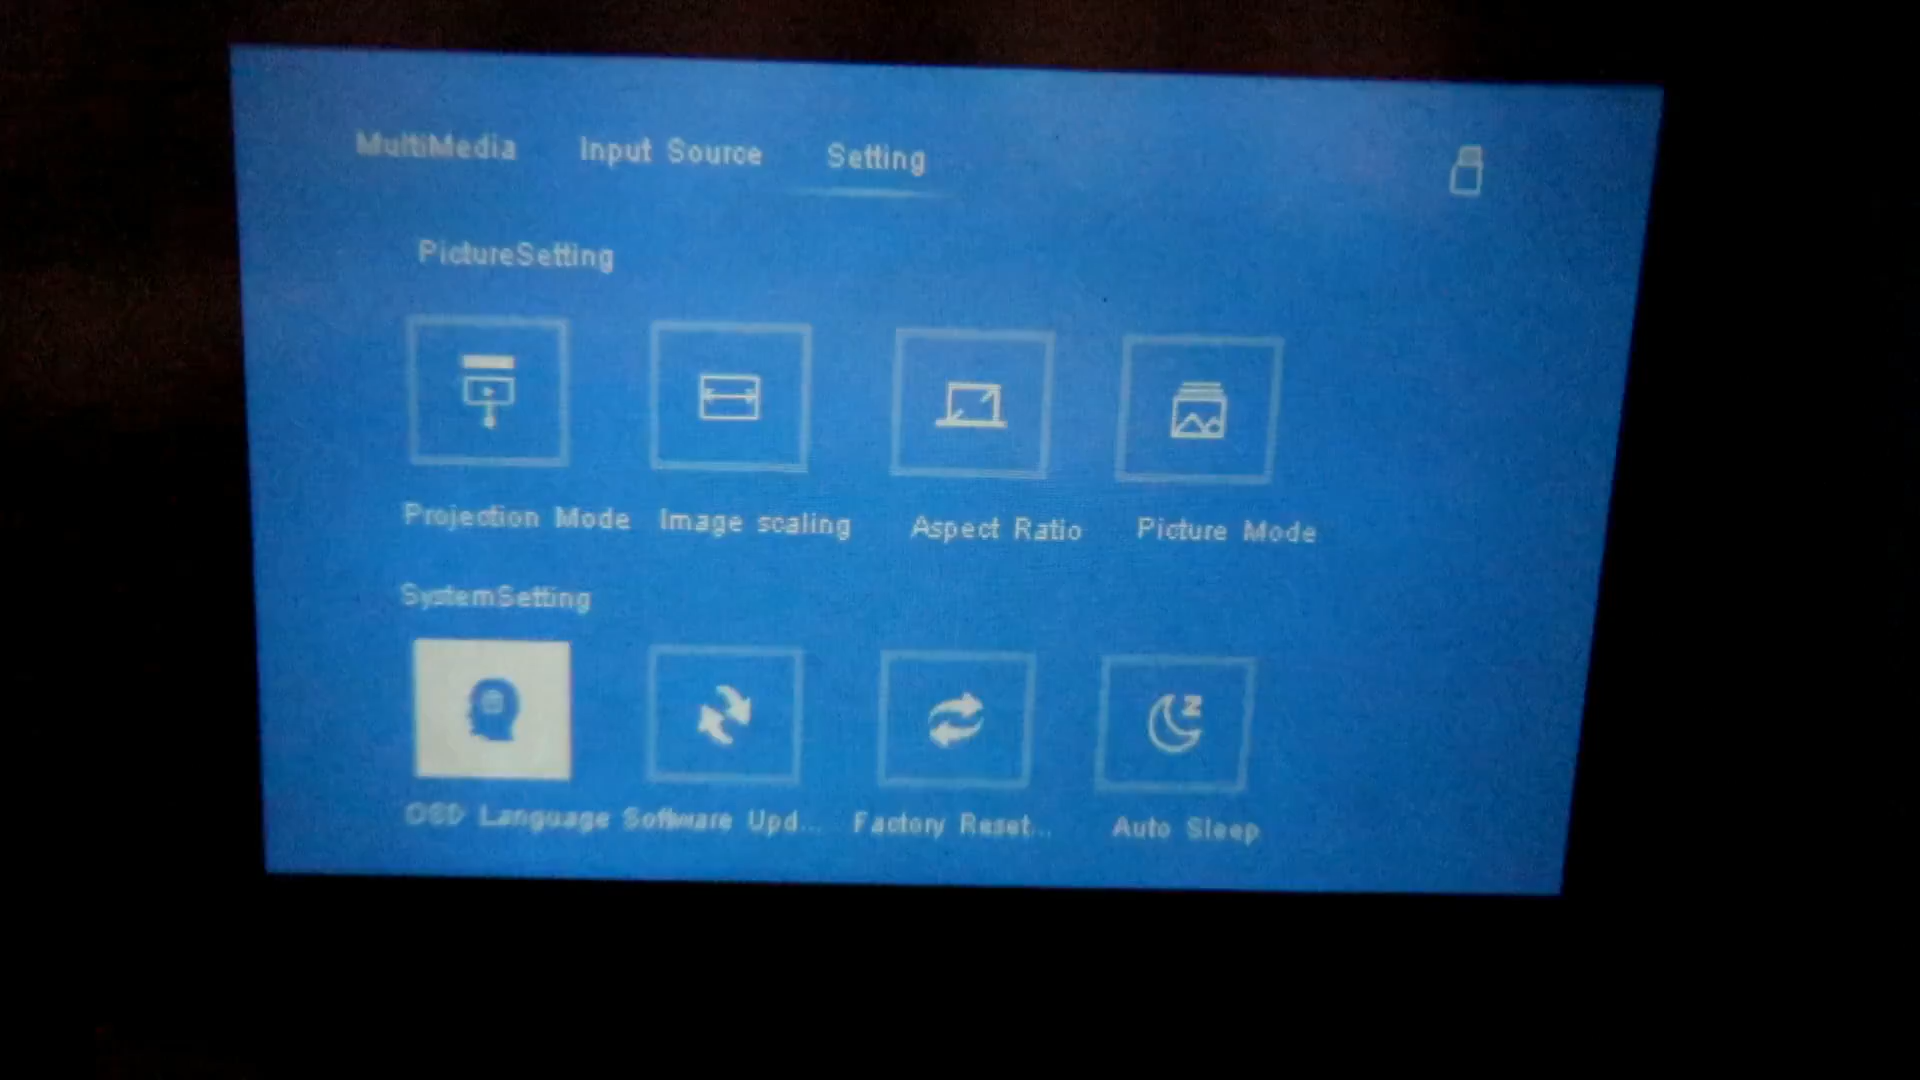 MultiMedia Input Source Setting
PictureSetting
Projection Mode Image scaling Aspect Ratio Picture Mode
SystemSetting
OSD Language Software Upd... Factory Reset... Auto Sleep